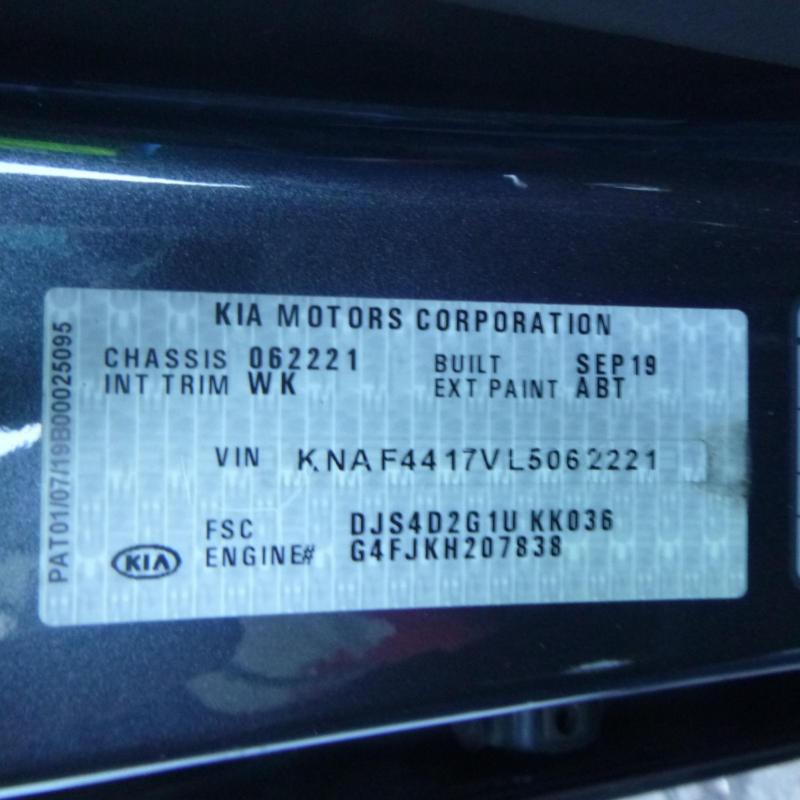 KIA MOTORS CORPORATION
CHASSIS 062221 BUILT SEP19
INT TRIM WK EXT PAINT ABT
VIN KNAF4417VL5062221
FSC DJS4D2G1U KK036
ENGINE# G4FJKH207838
KIA
PAT01/07/19B00025095